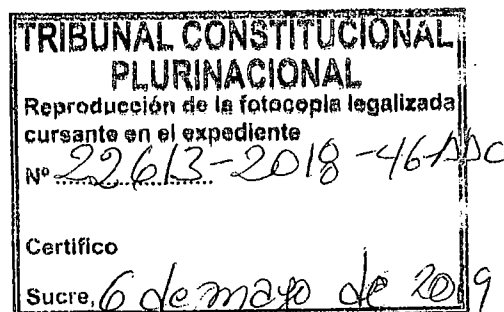 TRIBUNAL CONSTITUCIONAL
PLURINACIONAL
Reproducción de la fotocopia legalizada
cursante en el expediente
Nº 22613-2018-46-AAC
Certifico
Sucre, 6 de mayo de 2019